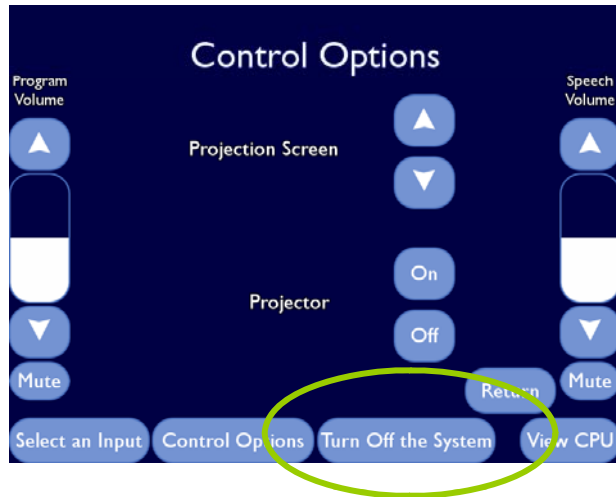 Control Options
Program
Volume
Speech
Volume
Projection Screen
On
Projector
Off
Mute
Return
Mute
Select an Input
Control Options
Turn Off the System
View CPU